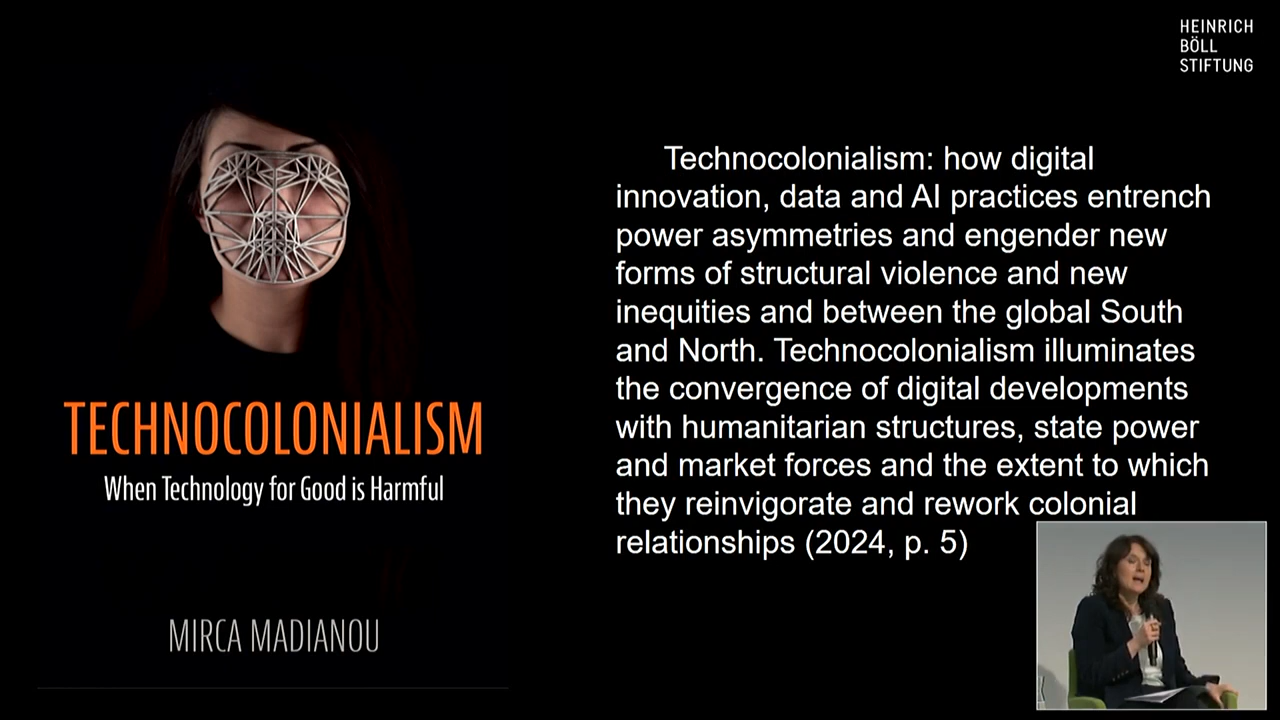 HEINRICH
BÖLL
STIFTUNG
Technocolonialism: how digital
innovation, data and AI practices entrench
power asymmetries and engender new
forms of structural violence and new
inequities and between the global South
and North. Technocolonialism illuminates
the convergence of digital developments
with humanitarian structures, state power
and market forces and the extent to which
they reinvigorate and rework colonial
relationships (2024, p. 5)
TECHNOCOLONIALISM
When Technology for Good is Harmful
MIRCA MADIANOU